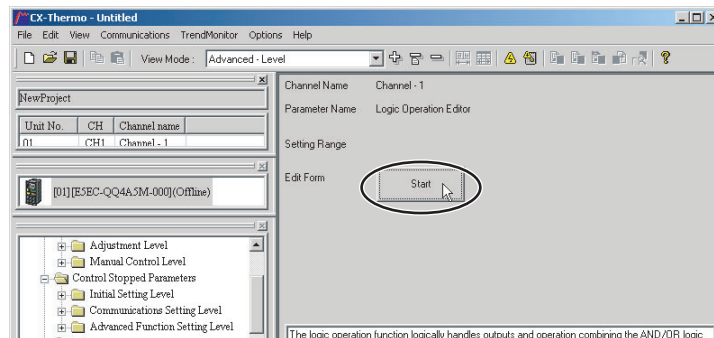 CX-Thermo - Untitled
File Edit View Communications TrendMonitor Options Help
View Mode : Advanced - Level
NewProject
Unit No. CH Channel name
01 CH1 Channel - 1
[01][E5EC-QQ4A5M-000](Offline)
Adjustment Level
Manual Control Level
Control Stopped Parameters
Initial Setting Level
Communications Setting Level
Advanced Function Setting Level
Channel Name Channel - 1
Parameter Name Logic Operation Editor
Setting Range
Edit Form Start
The logic operation function logically handles outputs and operation combining the AND/OR logic